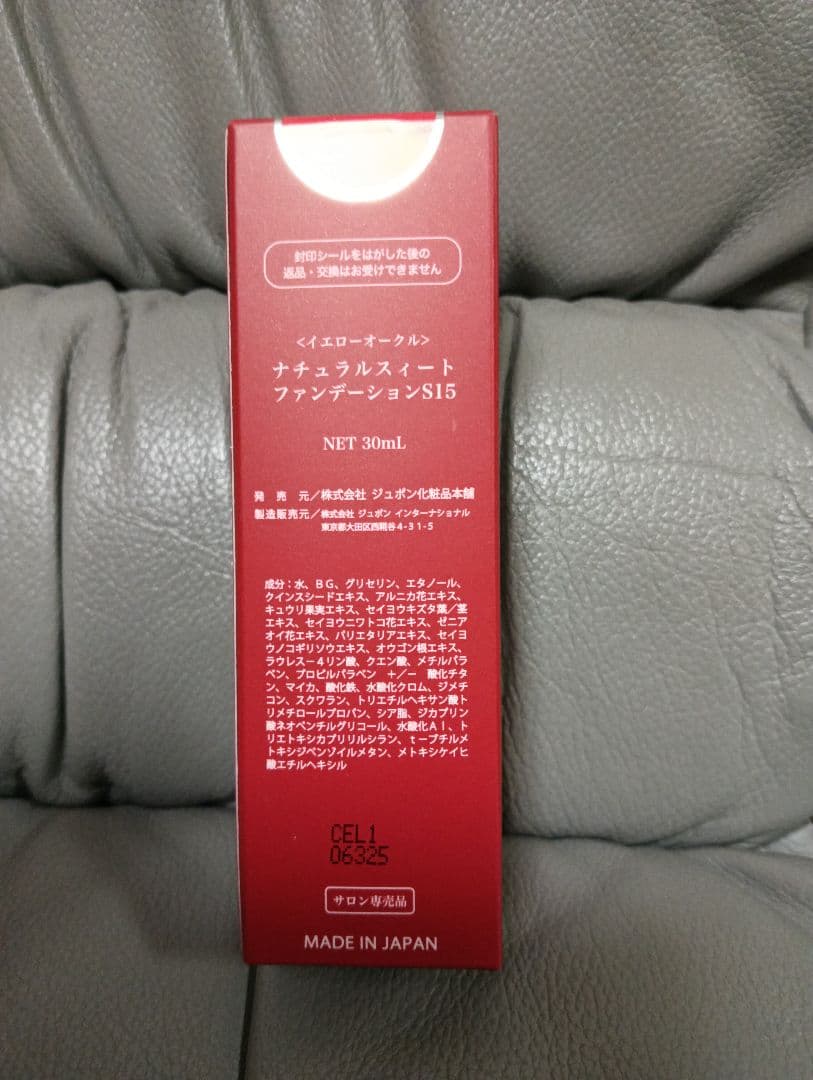 封印シールをはがした後の
返品・交換はお受けできません
<イエローオークル>
ナチュラルスィート
ファンデーションS15
NET 30mL
発　売　元／株式会社 ジュポン化粧品本舗
製造販売元／株式会社 ジュポン インターナショナル
東京都大田区西糀谷4-31-5
成分：水、BG、グリセリン、エタノール、
クインスシードエキス、アルニカ花エキス、
キュウリ果実エキス、セイヨウキズタ葉／茎
エキス、セイヨウニワトコ花エキス、ゼニア
オイ花エキス、パリエタリアエキス、セイヨ
ウノコギリソウエキス、オウゴン根エキス、
ラウレス－4リン酸、クエン酸、メチルパラ
ベン、プロピルパラベン　＋／－　酸化チタ
ン、マイカ、酸化鉄、水酸化クロム、ジメチ
コン、スクワラン、トリエチルヘキサン酸ト
リメチロールプロパン、シア脂、ジカプリン
酸ネオペンチルグリコール、水酸化Al、ト
リエトキシカプリリルシラン、t－ブチルメ
トキシジベンゾイルメタン、メトキシケイヒ
酸エチルヘキシル
CEL1
06325
サロン専売品
MADE IN JAPAN